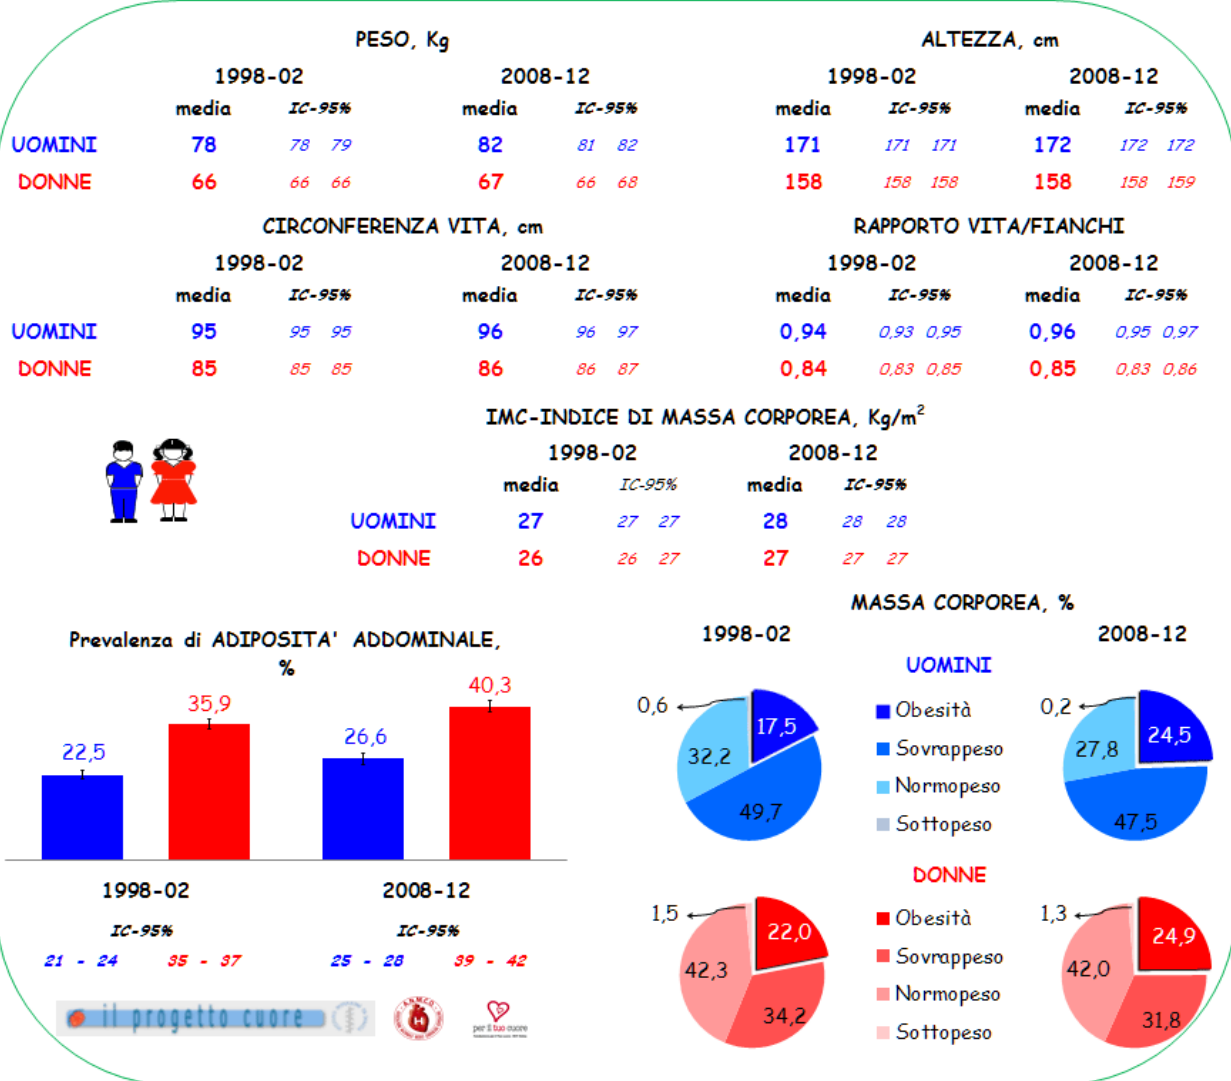 PESO, Kg ALTEZZA, cm
1998-02 2008-12 1998-02 2008-12
media IC-95% media IC-95% media IC-95% media IC-95%
UOMINI 78 78 79 82 81 82 171 171 171 172 172 172
DONNE 66 66 66 67 66 68 158 158 158 158 158 159
CIRCONFERENZA VITA, cm RAPPORTO VITA/FIANCHI
1998-02 2008-12 1998-02 2008-12
media IC-95% media IC-95% media IC-95% media IC-95%
UOMINI 95 95 95 96 96 97 0,94 0,93 0,95 0,96 0,95 0,97
DONNE 85 85 85 86 86 87 0,84 0,83 0,85 0,85 0,83 0,86
IMC-INDICE DI MASSA CORPOREA, Kg/m²
1998-02 2008-12
media IC-95% media IC-95%
UOMINI 27 27 27 28 28 28
DONNE 26 26 27 27 27 27
Prevalenza di ADIPOSITA' ADDOMINALE,
%
22,5 35,9 26,6 40,3
1998-02 2008-12
IC-95% IC-95%
21 - 24 35 - 37 25 - 28 39 - 42
il progetto cuore
per il tuo cuore
MASSA CORPOREA, %
1998-02 2008-12
UOMINI
0,6 17,5 32,2 49,7
Obesità
Sovrappeso
Normopeso
Sottopeso
0,2 24,5 27,8 47,5
DONNE
1,5 22,0 42,3 34,2
Obesità
Sovrappeso
Normopeso
Sottopeso
1,3 24,9 42,0 31,8